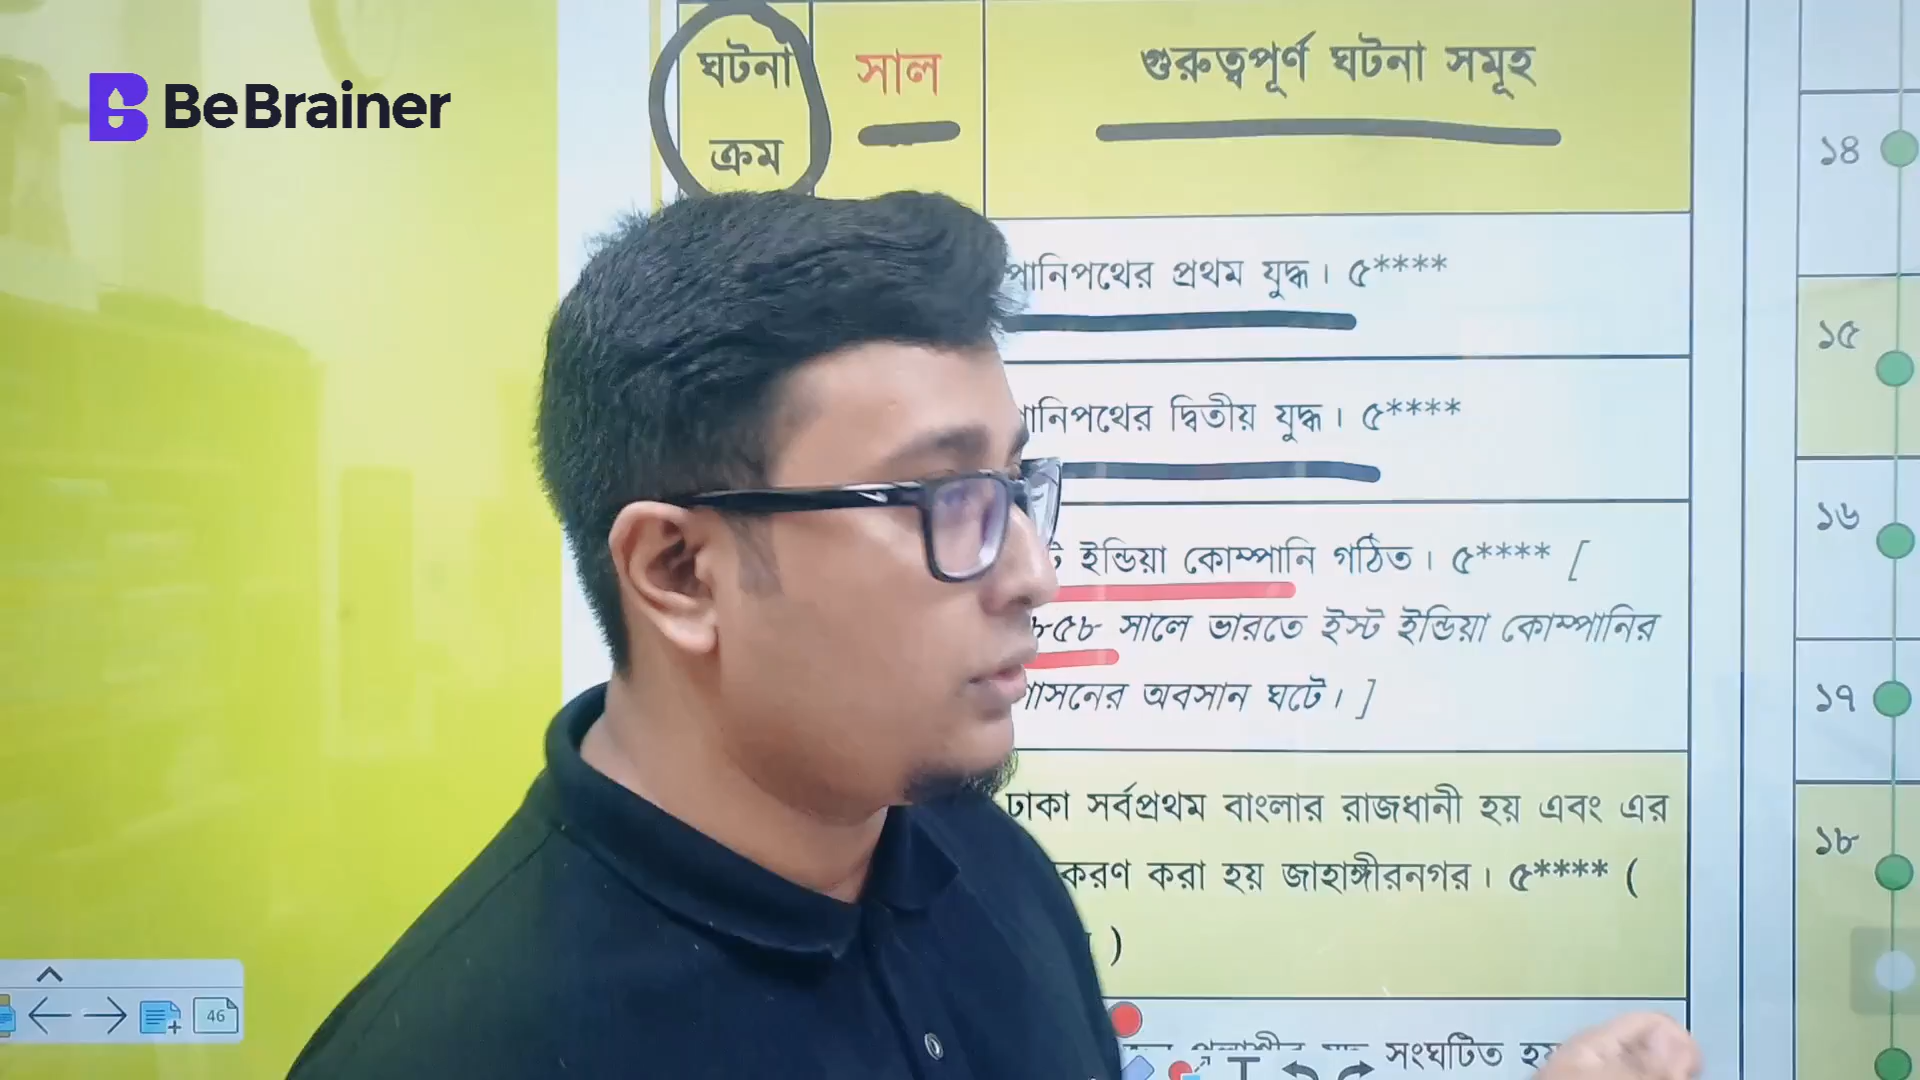 BeBrainer
ঘটনা
ক্রম
সাল
গুরুত্বপূর্ণ ঘটনা সমূহ
পানিপথের প্রথম যুদ্ধ। ৫****
পানিপথের দ্বিতীয় যুদ্ধ। ৫****
ইন্ডিয়া কোম্পানি গঠিত। ৫**** [
৮৫৮ সালে ভারতে ইস্ট ইন্ডিয়া কোম্পানির
শাসনের অবসান ঘটে। ]
ঢাকা সর্বপ্রথম বাংলার রাজধানী হয় এবং এর
করণ করা হয় জাহাঙ্গীরনগর। ৫**** (
)
সংঘটিত হয়
১৪
১৫
১৬
১৭
১৮
46